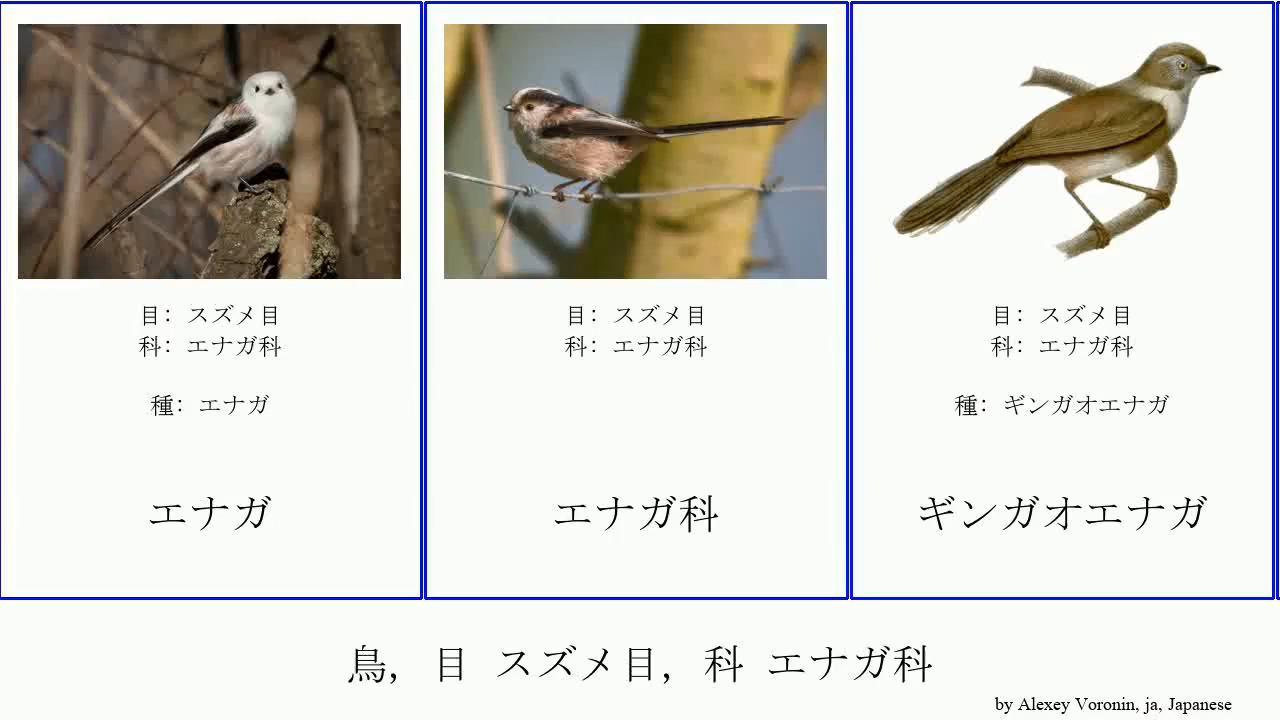 目: スズメ目
科: エナガ科
種: エナガ
エナガ
目: スズメ目
科: エナガ科
エナガ科
目: スズメ目
科: エナガ科
種: ギンガオエナガ
ギンガオエナガ
鳥, 目 スズメ目, 科 エナガ科
by Alexey Voronin, ja, Japanese